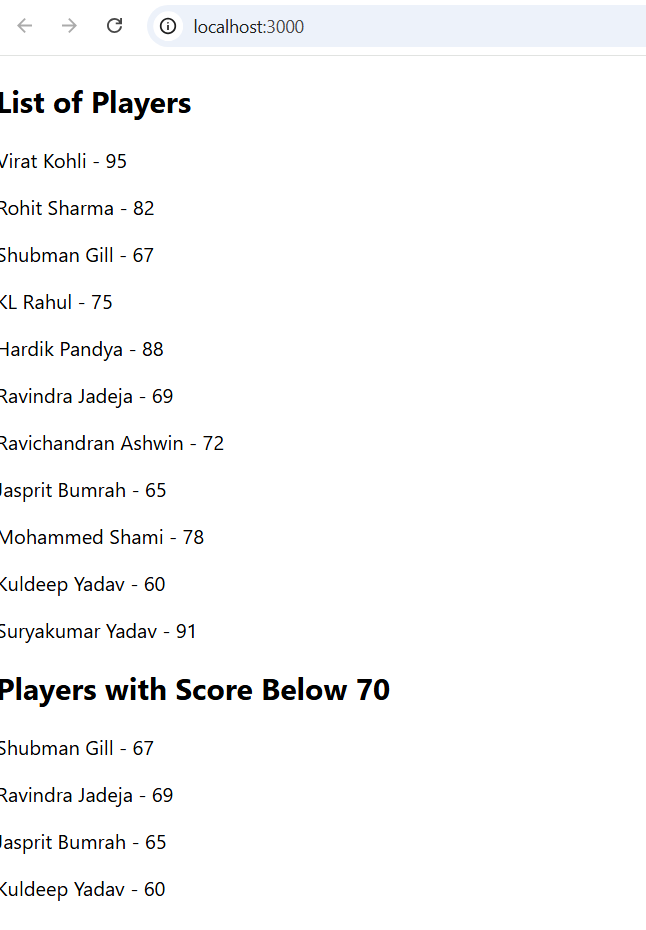 localhost:3000
List of Players
Virat Kohli - 95
Rohit Sharma - 82
Shubman Gill - 67
KL Rahul - 75
Hardik Pandya - 88
Ravindra Jadeja - 69
Ravichandran Ashwin - 72
Jasprit Bumrah - 65
Mohammed Shami - 78
Kuldeep Yadav - 60
Suryakumar Yadav - 91
Players with Score Below 70
Shubman Gill - 67
Ravindra Jadeja - 69
Jasprit Bumrah - 65
Kuldeep Yadav - 60